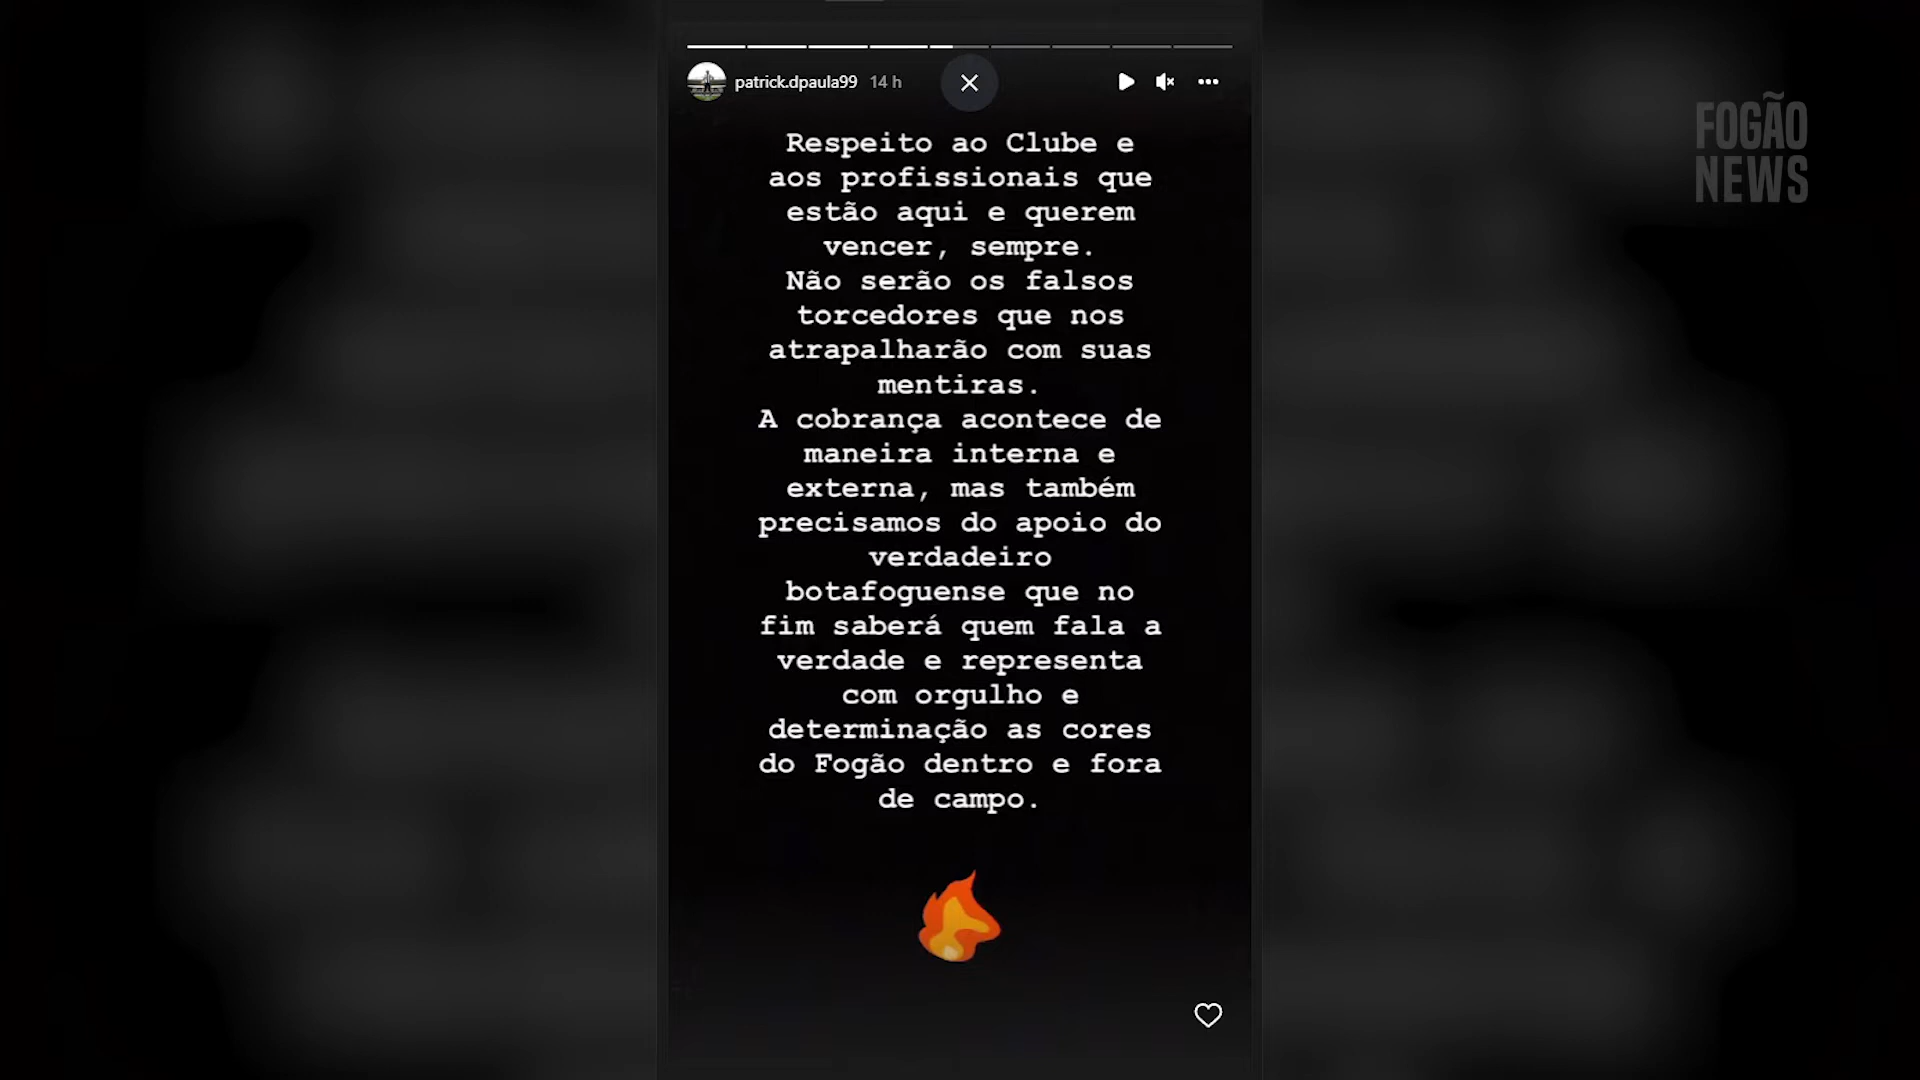 patrick.dpaula99 14 h
FOGÃO
NEWS
Respeito ao Clube e
aos profissionais que
estão aqui e querem
vencer, sempre.
Não serão os falsos
torcedores que nos
atrapalharão com suas
mentiras.
A cobrança acontece de
maneira interna e
externa, mas também
precisamos do apoio do
verdadeiro
botafoguense que no
fim saberá quem fala a
verdade e representa
com orgulho e
determinação as cores
do Fogão dentro e fora
de campo.